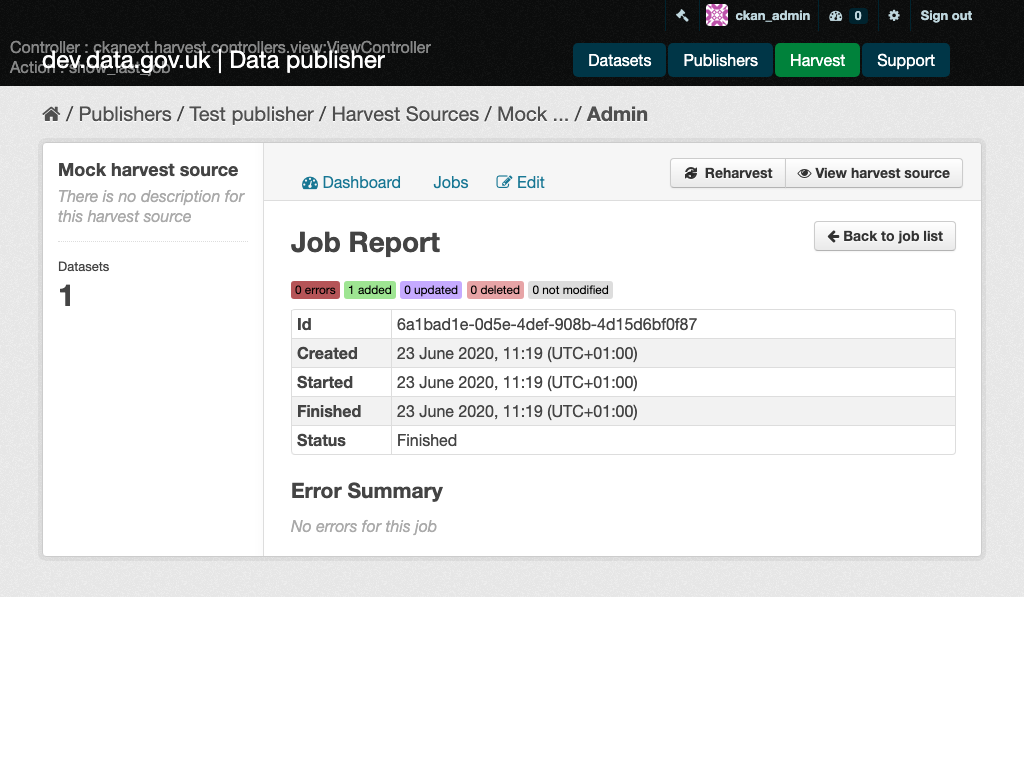 ckan_admin 0 Sign out
Controller : ckanext.harvest.controllers.view:ViewController
Action : show_last_job
dev.data.gov.uk | Data publisher
Datasets Publishers Harvest Support
/ Publishers / Test publisher / Harvest Sources / Mock ... / Admin
Mock harvest source
There is no description for
this harvest source
Datasets
1
Dashboard Jobs Edit
Reharvest View harvest source
Job Report
Back to job list
0 errors 1 added 0 updated 0 deleted 0 not modified
Id 6a1bad1e-0d5e-4def-908b-4d15d6bf0f87
Created 23 June 2020, 11:19 (UTC+01:00)
Started 23 June 2020, 11:19 (UTC+01:00)
Finished 23 June 2020, 11:19 (UTC+01:00)
Status Finished
Error Summary
No errors for this job